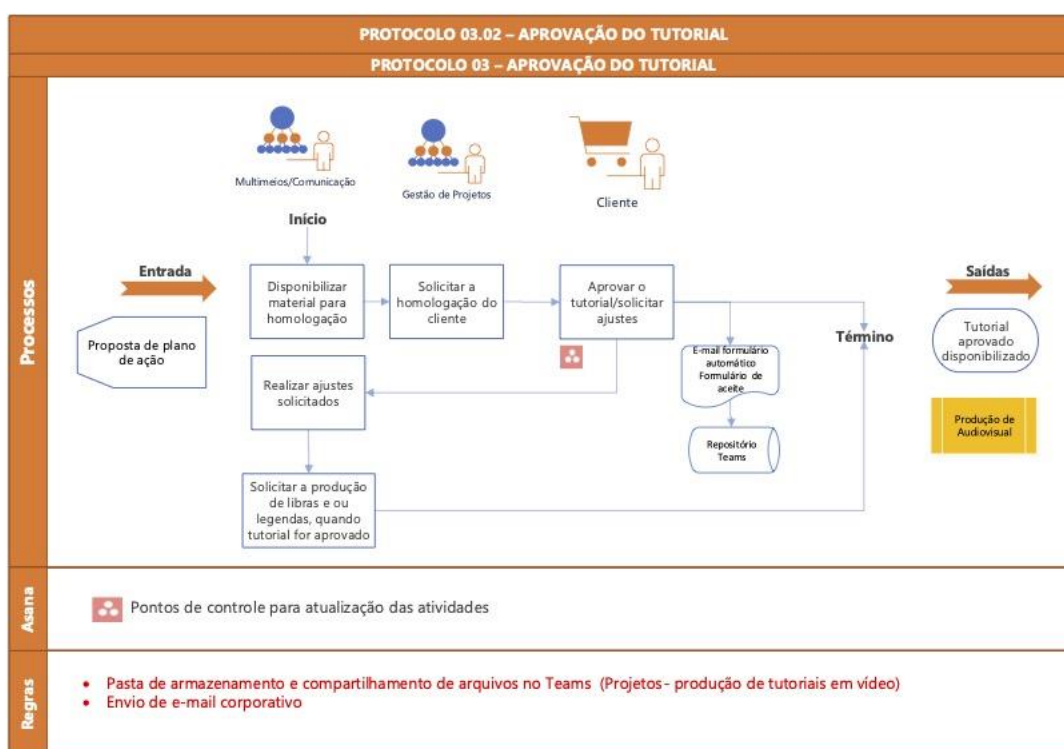 PROTOCOLO 03.02 – APROVAÇÃO DO TUTORIAL
PROTOCOLO 03 – APROVAÇÃO DO TUTORIAL
Processos
Multimeios/Comunicação
Gestão de Projetos
Cliente
Início
Entrada
Proposta de plano
de ação
Disponibilizar
material para
homologação
Solicitar a
homologação do
cliente
Aprovar o
tutorial/solicitar
ajustes
Realizar ajustes
solicitados
Solicitar a produção
de libras e ou
legendas, quando
tutorial for aprovado
E-mail formulário
automático
Formulário de
aceite
Repositório
Teams
Término
Saídas
Tutorial
aprovado
disponibilizado
Produção de
Audiovisual
Asana
Pontos de controle para atualização das atividades
Regras
• Pasta de armazenamento e compartilhamento de arquivos no Teams (Projetos- produção de tutoriais em vídeo)
• Envio de e-mail corporativo